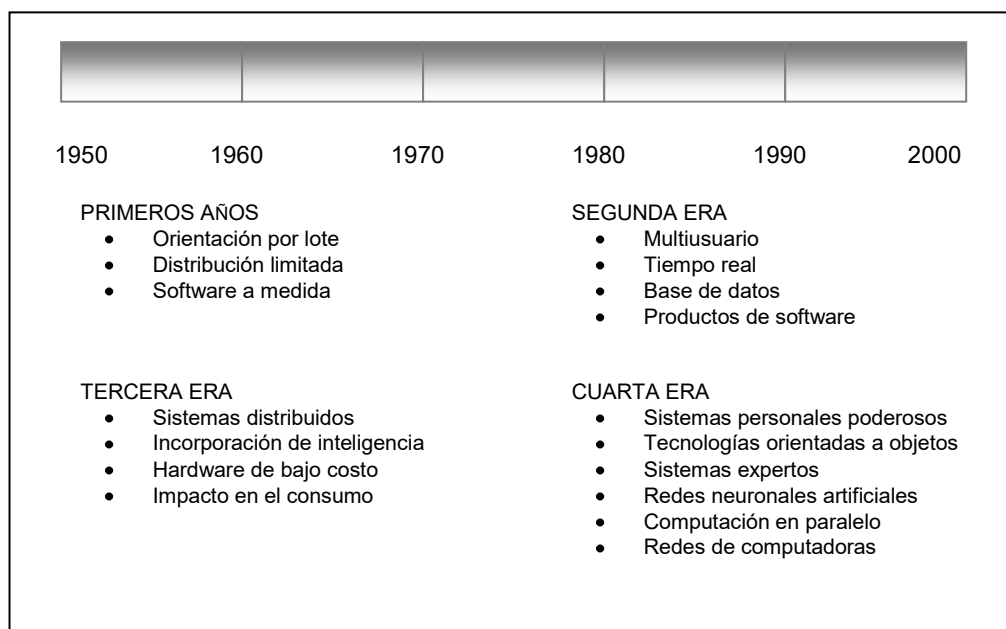 1950 1960 1970 1980 1990 2000
PRIMEROS AÑOS
• Orientación por lote
• Distribución limitada
• Software a medida
SEGUNDA ERA
• Multiusuario
• Tiempo real
• Base de datos
• Productos de software
TERCERA ERA
• Sistemas distribuidos
• Incorporación de inteligencia
• Hardware de bajo costo
• Impacto en el consumo
CUARTA ERA
• Sistemas personales poderosos
• Tecnologías orientadas a objetos
• Sistemas expertos
• Redes neuronales artificiales
• Computación en paralelo
• Redes de computadoras